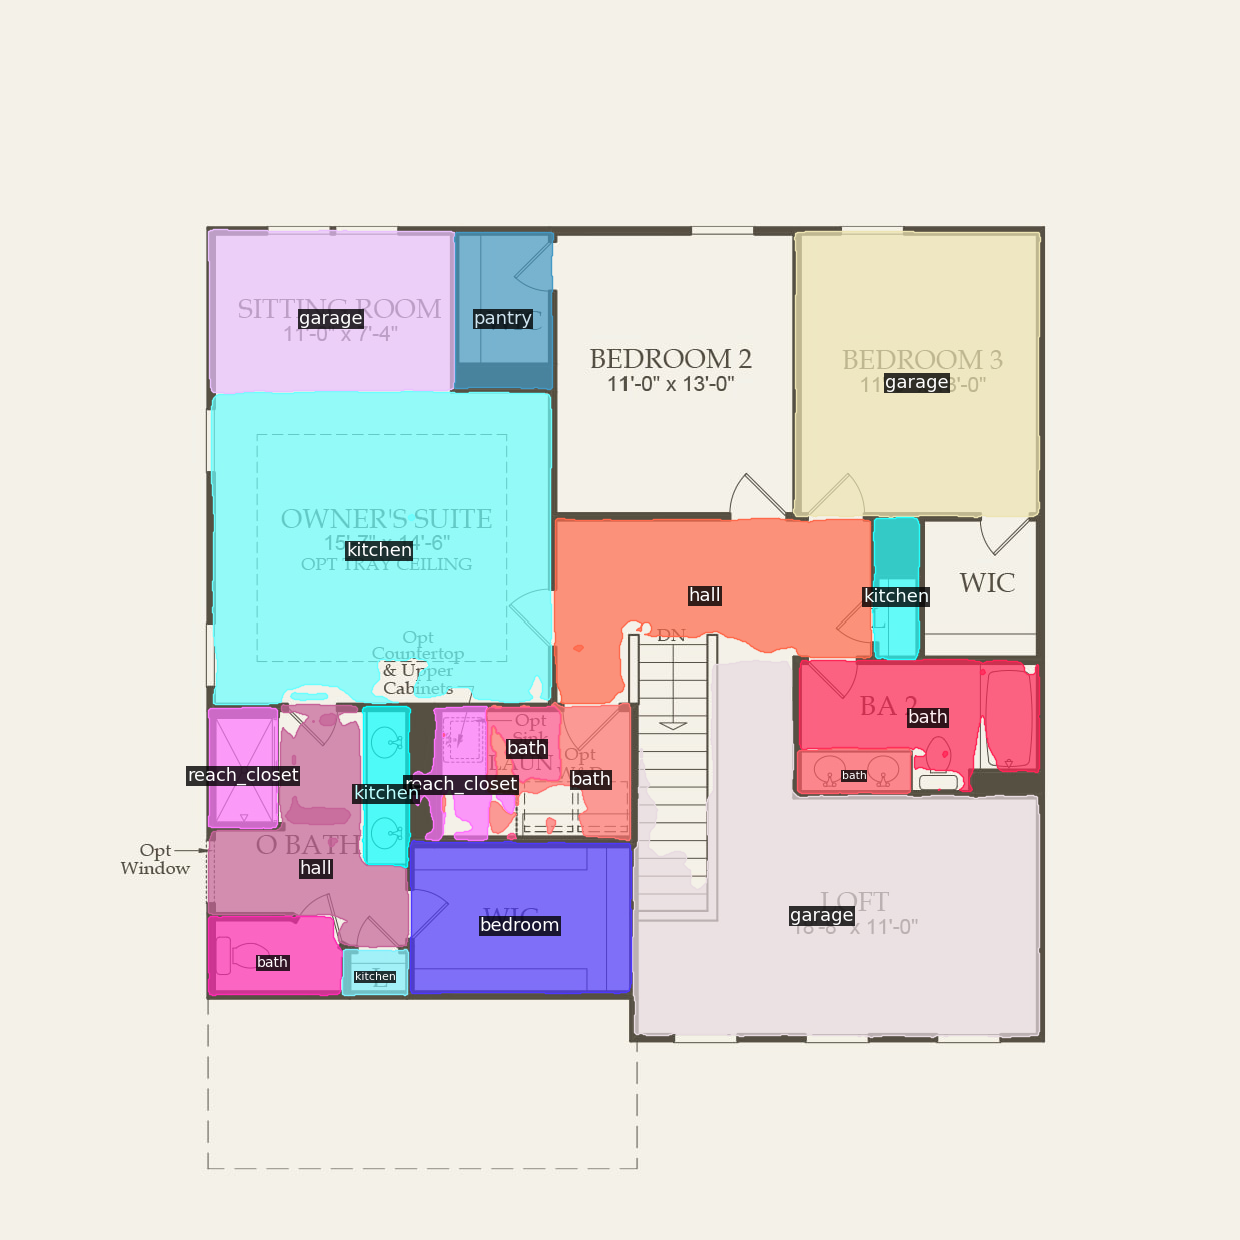 SITTING ROOM
garage
11'-0" x 7'-4"
pantry
BEDROOM 2
11'-0" x 13'-0"
BEDROOM 3
garage
OWNER'S SUITE
15'-7" x 14'-6"
kitchen
OPT TRAY CEILING
hall
kitchen
WIC
DN
Opt
Countertop
& Upper
Cabinets
BA 2
bath
bath
reach_closet
kitchen
reach_closet
Opt
Sink
bath
LAUN
Opt
W&D
bath
O BATH
hall
Opt
Window
WIC
bedroom
bath
kitchen
L
LOFT
garage
18'-8" x 11'-0"